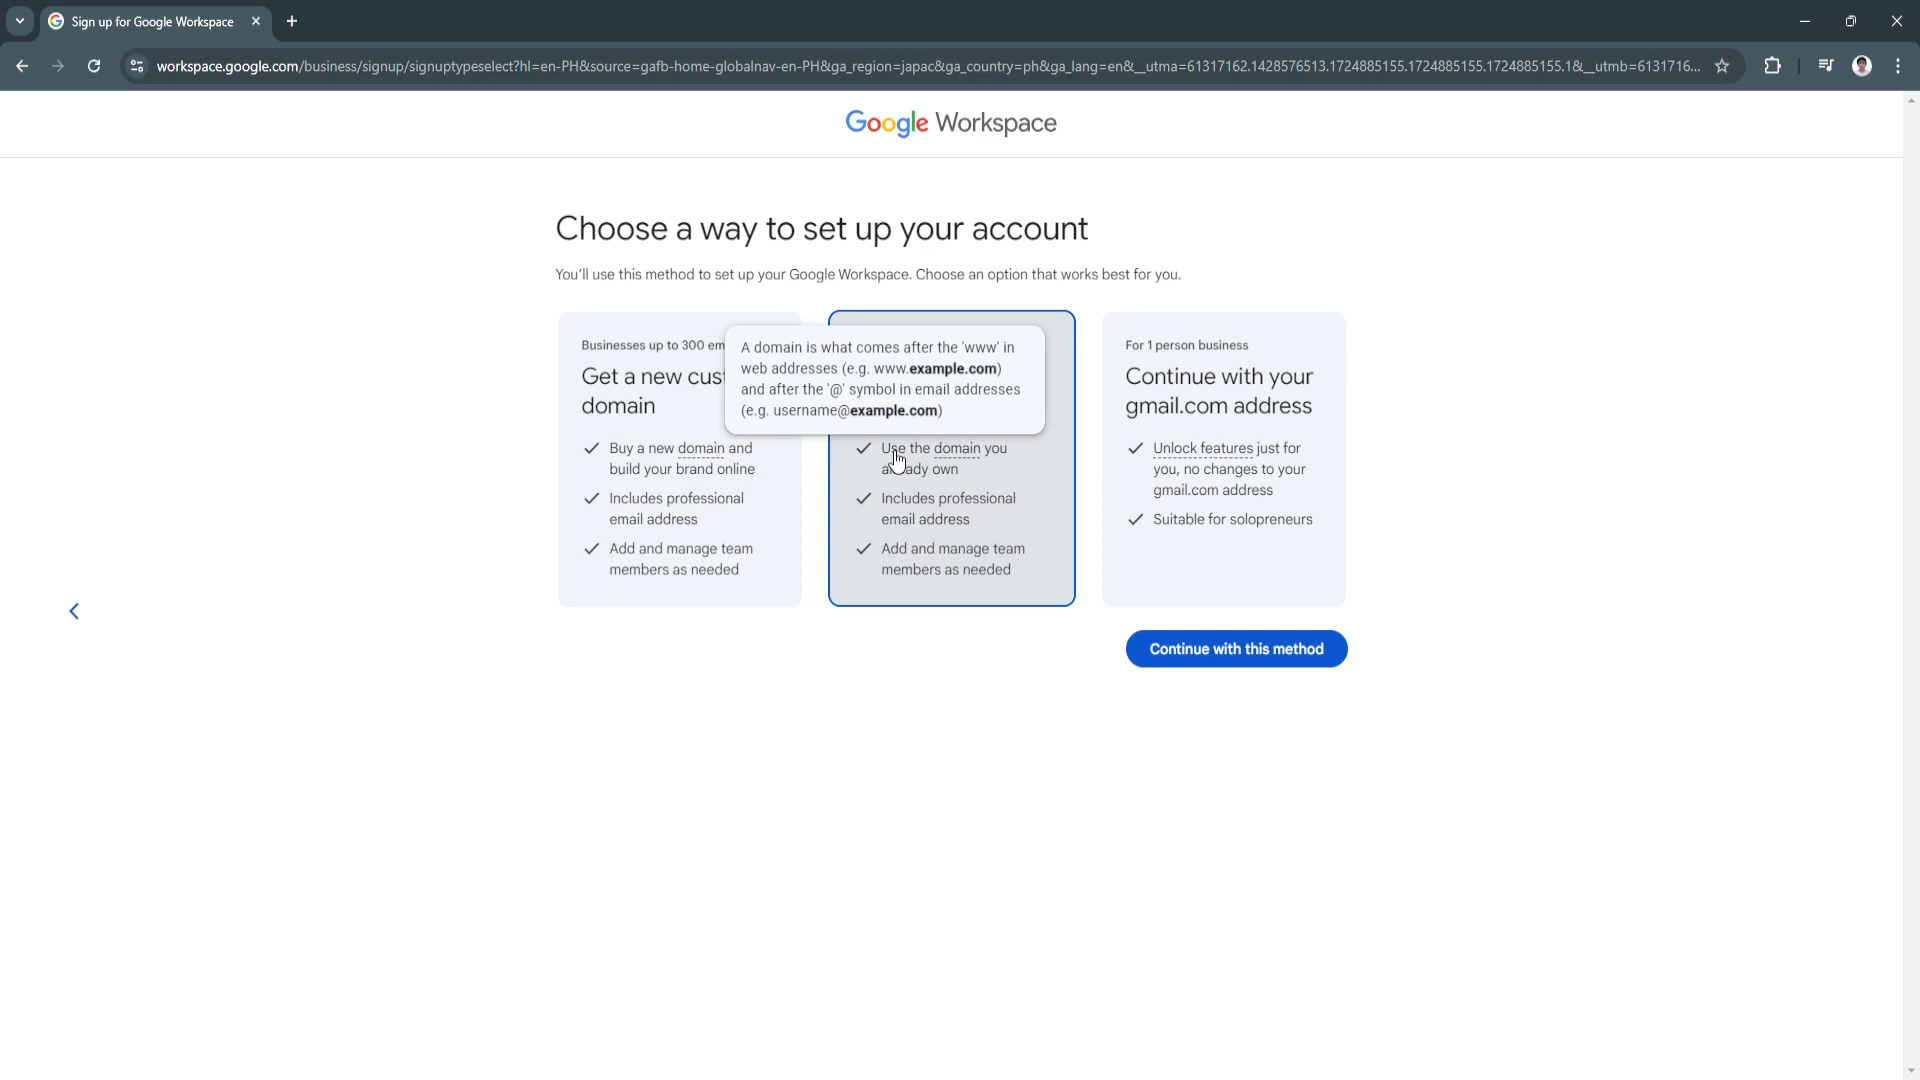 Sign up for Google Workspace
workspace.google.com/business/signup/signuptypeselect?hl=en-PH&source=gafb-home-globalnav-en-PH&ga_region=japac&ga_country=ph&ga_lang=en&__utma=61317162.1428576513.1724885155.1724885155.1724885155.1&__utmb=6131716...
Google Workspace
Choose a way to set up your account
You'll use this method to set up your Google Workspace. Choose an option that works best for you.
Businesses up to 300 em
Get a new cus
domain
Buy a new domain and
build your brand online
Includes professional
email address
Add and manage team
members as needed
A domain is what comes after the 'www' in
web addresses (e.g. www.example.com)
and after the '@' symbol in email addresses
(e.g. username@example.com)
Use the domain you
already own
Includes professional
email address
Add and manage team
members as needed
For 1 person business
Continue with your
gmail.com address
Unlock features just for
you, no changes to your
gmail.com address
Suitable for solopreneurs
Continue with this method